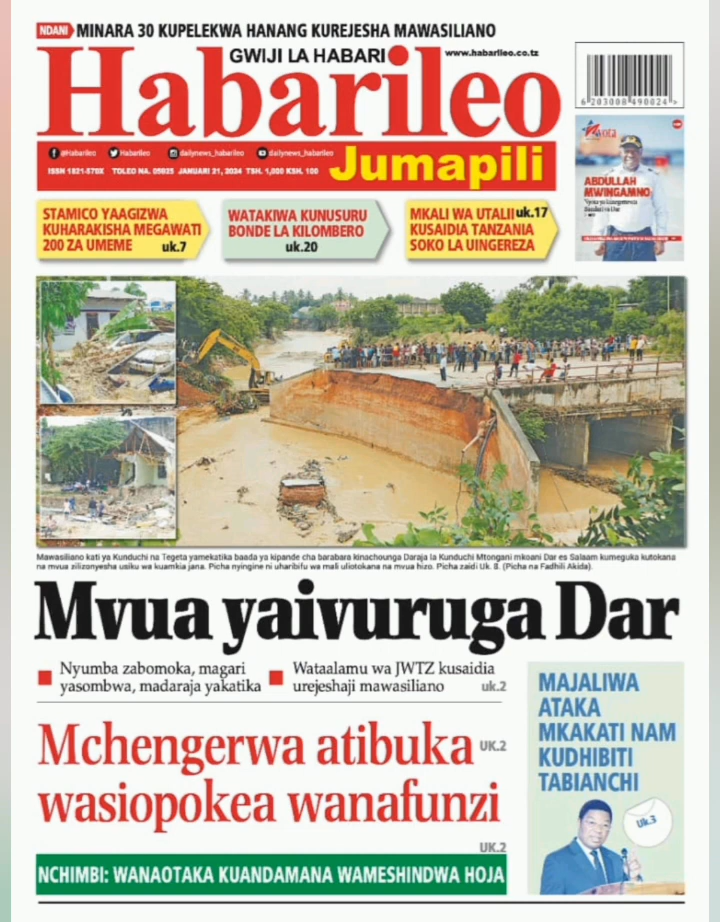 NDANI MINARA 30 KUPELEKWA HANANG KUREJESHA MAWASILIANO
GWIJI LA HABARI
www.habarileo.co.tz
Habarileo
@Habarileo Habarileo dailynews_habarileo dailynews_habarileo
Jumapili
ISSN 1821-570X TOLEO NA. 05925 JANUARI 21, 2024 TSH. 1,000 KSH. 100
6 203008 490024 >
ABDULLAH
MWINGAMNO
STAMICO YAAGIZWA
KUHARAKISHA MEGAWATI
200 ZA UMEME uk.7
WATAKIWA KUNUSURU
BONDE LA KILOMBERO
uk.20
MKALI WA UTALII uk.17
KUSAIDIA TANZANIA
SOKO LA UINGEREZA
Mawasiliano kati ya Kunduchi na Tegeta yamekatika baada ya kipande cha barabara kinachounga Daraja la Kunduchi Mtongani mkoani Dar es Salaam kumeguka kutokana
na mvua zilizonyesha usiku wa kuamkia jana. Picha nyingine ni uharibifu wa mali uliotokana na mvua hizo. Picha zaidi Uk. 8. (Picha na Fadhili Akida).
Mvua yaivuruga Dar
Nyumba zabomoka, magari
yasombwa, madaraja yakatika
Wataalamu wa JWTZ kusaidia
urejeshaji mawasiliano uk.2
Mchengerwa atibuka UK.2
wasiopokea wanafunzi
UK.2
NCHIMBI: WANAOTAKA KUANDAMANA WAMESHINDWA HOJA
MAJALIWA
ATAKA
MKAKATI NAM
KUDHIBITI
TABIANCHI
Uk.3